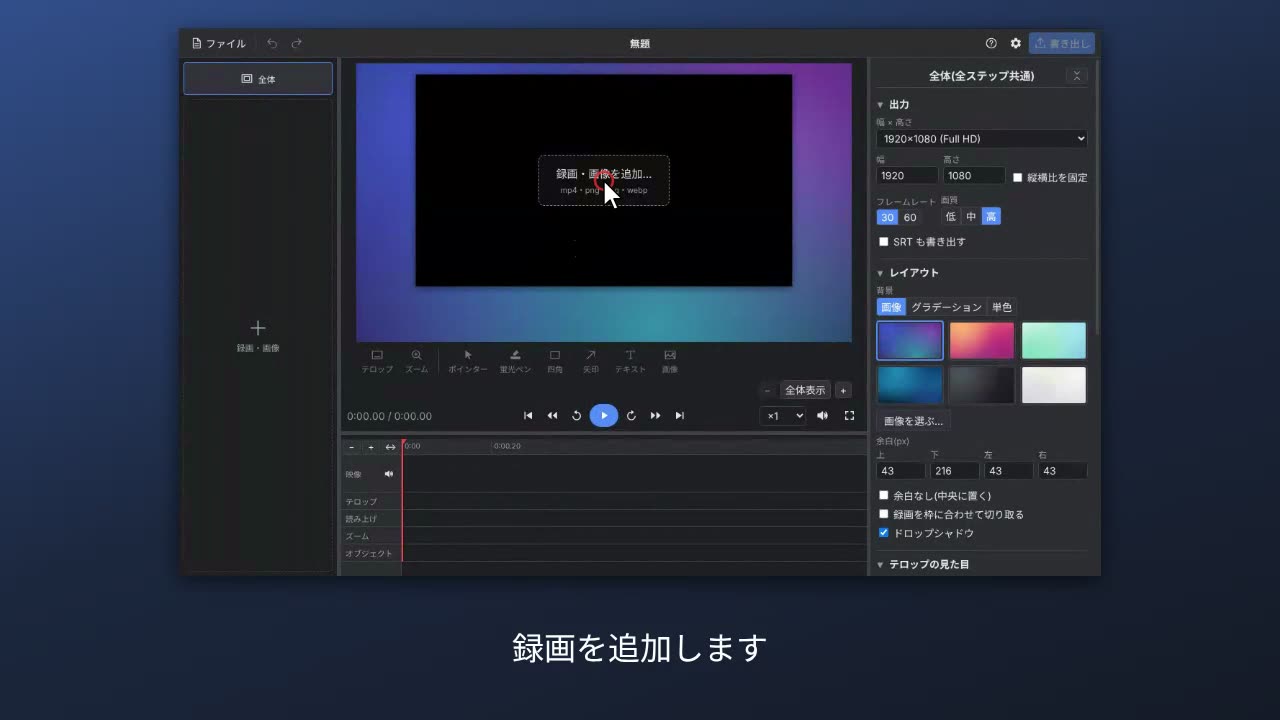 ファイル
無題
書き出し
全体
録画・画像
録画・画像を追加...
mp4・png・
・webp
テロップ
ズーム
ポインター
蛍光ペン
四角
矢印
テキスト
画像
− 全体表示 +
0:00.00 / 0:00.00
×1
− + ↔
0:00
0:00.20
映像
テロップ
読み上げ
ズーム
オブジェクト
全体(全ステップ共通)
▼ 出力
幅 × 高さ
1920×1080 (Full HD)
幅 高さ
1920 1080 縦横比を固定
フレームレート 画質
30 60 低 中 高
SRT も書き出す
▼ レイアウト
背景
画像 グラデーション 単色
画像を選ぶ...
余白(px)
上 下 左 右
43 216 43 43
余白なし(中央に置く)
録画を枠に合わせて切り取る
ドロップシャドウ
▼ テロップの見た目
録画を追加します